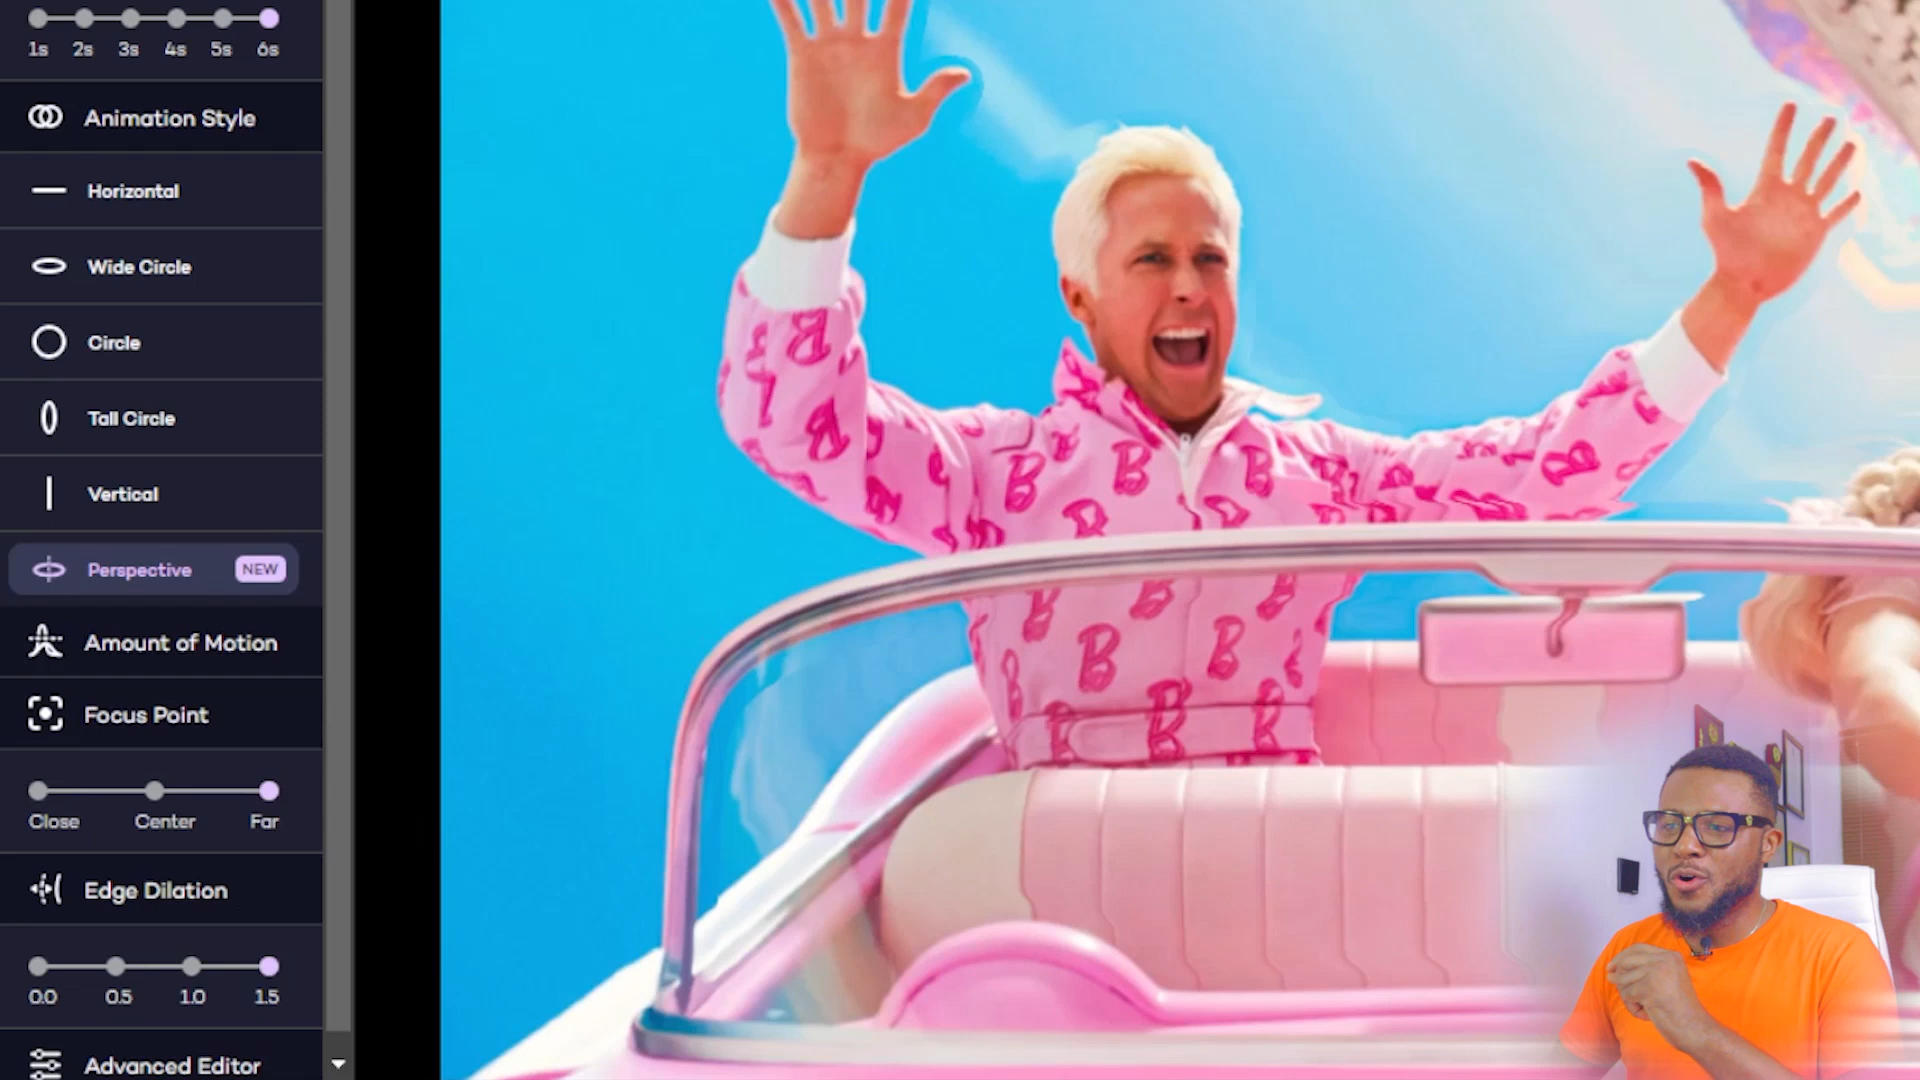 1s 2s 3s 4s 5s 6s
Animation Style
Horizontal
Wide Circle
Circle
Tall Circle
Vertical
Perspective NEW
Amount of Motion
Focus Point
Close Center Far
Edge Dilation
0.0 0.5 1.0 1.5
Advanced Editor
B B B
B B B
B B
B B B